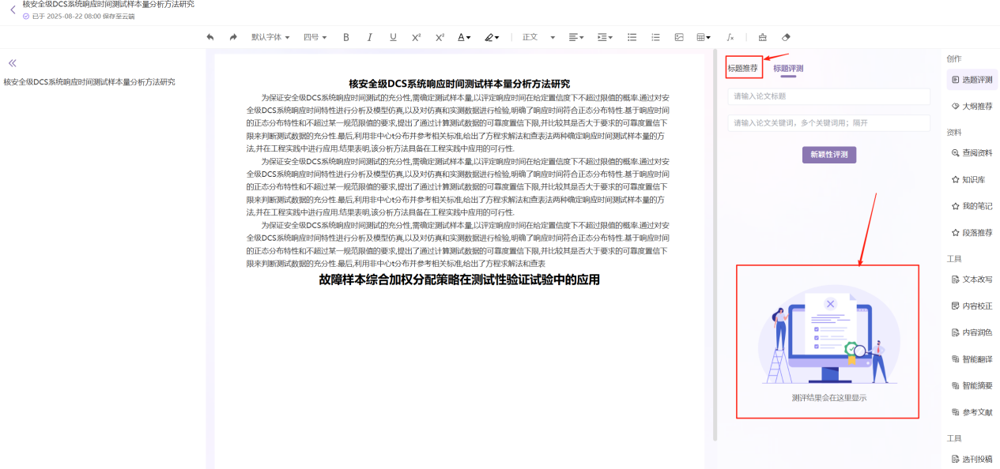 核安全级DCS系统响应时间测试样本量分析方法研究
已于 2025-08-22 08:00 保存至云端
默认字体 四号 B I U X² X² A 正文
核安全级DCS系统响应时间测试样本量分析方法研究
核安全级DCS系统响应时间测试样本量分析方法研究
为保证安全级DCS系统响应时间测试的充分性,需确定测试样本量,以评定响应时间在给定置信度下不超过限值的概率.通过对安
全级DCS系统响应时间特性进行分析及模型仿真,以及对仿真和实测数据进行检验,明确了响应时间符合正态分布特性.基于响应时间
的正态分布特性和不超过某一规范限值的要求,提出了通过计算测试数据的可靠度置信下限,并比较其是否大于要求的可靠度置信下
限来判断测试数据的充分性.最后,利用非中心t分布并参考相关标准,给出了方程求解法和查表法两种确定响应时间测试样本量的方
法,并在工程实践中进行应用.结果表明,该分析方法具备在工程实践中应用的可行性.
为保证安全级DCS系统响应时间测试的充分性,需确定测试样本量,以评定响应时间在给定置信度下不超过限值的概率.通过对安
全级DCS系统响应时间特性进行分析及模型仿真,以及对仿真和实测数据进行检验,明确了响应时间符合正态分布特性.基于响应时间
的正态分布特性和不超过某一规范限值的要求,提出了通过计算测试数据的可靠度置信下限,并比较其是否大于要求的可靠度置信下
限来判断测试数据的充分性.最后,利用非中心t分布并参考相关标准,给出了方程求解法和查表法两种确定响应时间测试样本量的方
法,并在工程实践中进行应用.结果表明,该分析方法具备在工程实践中应用的可行性.
为保证安全级DCS系统响应时间测试的充分性,需确定测试样本量,以评定响应时间在给定置信度下不超过限值的概率.通过对安
全级DCS系统响应时间特性进行分析及模型仿真,以及对仿真和实测数据进行检验,明确了响应时间符合正态分布特性.基于响应时间
的正态分布特性和不超过某一规范限值的要求,提出了通过计算测试数据的可靠度置信下限,并比较其是否大于要求的可靠度置信下
限来判断测试数据的充分性.最后,利用非中心t分布并参考相关标准,给出了方程求解法和查表
故障样本综合加权分配策略在测试性验证试验中的应用
标题推荐 标题评测
请输入论文标题
请输入论文关键词，多个关键词用；隔开
新颖性评测
测评结果会在这里显示
创作
选题评测
大纲推荐
资料
查阅资料
知识库
我的笔记
段落推荐
工具
文本改写
内容校正
内容润色
智能翻译
智能摘要
参考文献
工具
选刊投稿